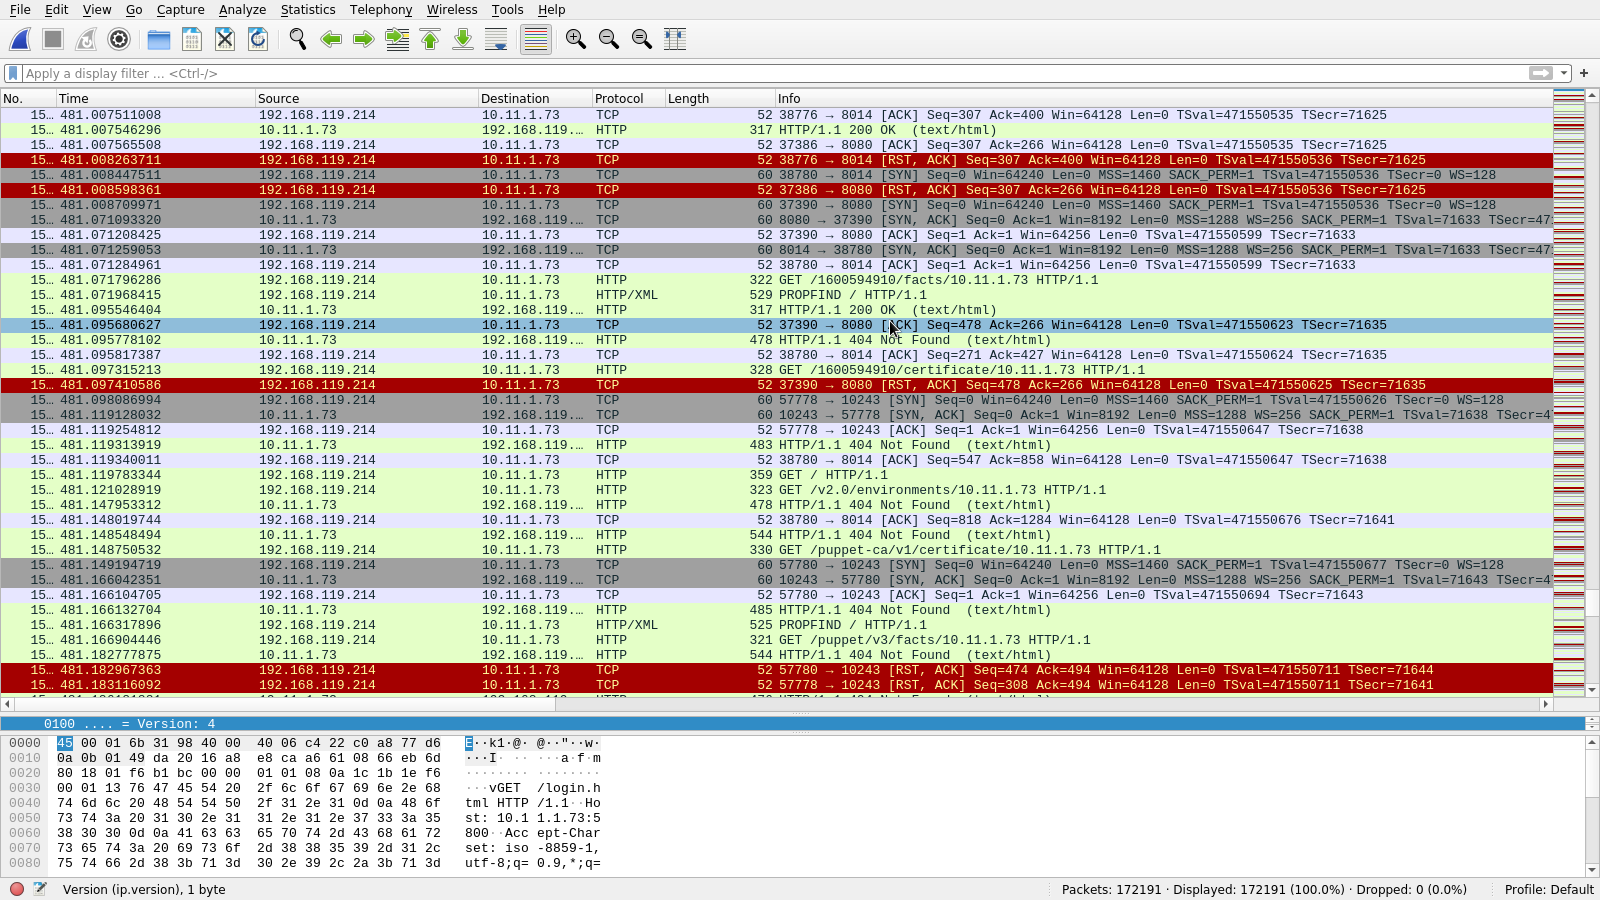 File Edit View Go Capture Analyze Statistics Telephony Wireless Tools Help
Apply a display filter ... <Ctrl-/>
No. Time Source Destination Protocol Length Info
15… 481.007511008 192.168.119.214 10.11.1.73 TCP 52 38776 → 8014 [ACK] Seq=307 Ack=400 Win=64128 Len=0 TSval=471550535 TSecr=71625
15… 481.007546296 10.11.1.73 192.168.119.… HTTP 317 HTTP/1.1 200 OK (text/html)
15… 481.007565508 192.168.119.214 10.11.1.73 TCP 52 37386 → 8080 [ACK] Seq=307 Ack=266 Win=64128 Len=0 TSval=471550535 TSecr=71625
15… 481.008263711 192.168.119.214 10.11.1.73 TCP 52 38776 → 8014 [RST, ACK] Seq=307 Ack=400 Win=64128 Len=0 TSval=471550536 TSecr=71625
15… 481.008447511 192.168.119.214 10.11.1.73 TCP 60 38780 → 8014 [SYN] Seq=0 Win=64240 Len=0 MSS=1460 SACK_PERM=1 TSval=471550536 TSecr=0 WS=128
15… 481.008598361 192.168.119.214 10.11.1.73 TCP 52 37386 → 8080 [RST, ACK] Seq=307 Ack=266 Win=64128 Len=0 TSval=471550536 TSecr=71625
15… 481.008709971 192.168.119.214 10.11.1.73 TCP 60 37390 → 8080 [SYN] Seq=0 Win=64240 Len=0 MSS=1460 SACK_PERM=1 TSval=471550536 TSecr=0 WS=128
15… 481.071093320 10.11.1.73 192.168.119.… TCP 60 8080 → 37390 [SYN, ACK] Seq=0 Ack=1 Win=8192 Len=0 MSS=1288 WS=256 SACK_PERM=1 TSval=71633 TSecr=47
15… 481.071208425 192.168.119.214 10.11.1.73 TCP 52 37390 → 8080 [ACK] Seq=1 Ack=1 Win=64256 Len=0 TSval=471550599 TSecr=71633
15… 481.071259053 10.11.1.73 192.168.119.… TCP 60 8014 → 38780 [SYN, ACK] Seq=0 Ack=1 Win=8192 Len=0 MSS=1288 WS=256 SACK_PERM=1 TSval=71633 TSecr=47
15… 481.071284961 192.168.119.214 10.11.1.73 TCP 52 38780 → 8014 [ACK] Seq=1 Ack=1 Win=64256 Len=0 TSval=471550599 TSecr=71633
15… 481.071796286 192.168.119.214 10.11.1.73 HTTP 322 GET /1600594910/facts/10.11.1.73 HTTP/1.1
15… 481.071968415 192.168.119.214 10.11.1.73 HTTP/XML 529 PROPFIND / HTTP/1.1
15… 481.095546404 10.11.1.73 192.168.119.… HTTP 317 HTTP/1.1 200 OK (text/html)
15… 481.095680627 192.168.119.214 10.11.1.73 TCP 52 37390 → 8080 [ACK] Seq=478 Ack=266 Win=64128 Len=0 TSval=471550623 TSecr=71635
15… 481.095778102 10.11.1.73 192.168.119.… HTTP 478 HTTP/1.1 404 Not Found (text/html)
15… 481.095817387 192.168.119.214 10.11.1.73 TCP 52 38780 → 8014 [ACK] Seq=271 Ack=427 Win=64128 Len=0 TSval=471550624 TSecr=71635
15… 481.097315213 192.168.119.214 10.11.1.73 HTTP 328 GET /1600594910/certificate/10.11.1.73 HTTP/1.1
15… 481.097410586 192.168.119.214 10.11.1.73 TCP 52 37390 → 8080 [RST, ACK] Seq=478 Ack=266 Win=64128 Len=0 TSval=471550625 TSecr=71635
15… 481.098086994 192.168.119.214 10.11.1.73 TCP 60 57778 → 10243 [SYN] Seq=0 Win=64240 Len=0 MSS=1460 SACK_PERM=1 TSval=471550626 TSecr=0 WS=128
15… 481.119128032 10.11.1.73 192.168.119.… TCP 60 10243 → 57778 [SYN, ACK] Seq=0 Ack=1 Win=8192 Len=0 MSS=1288 WS=256 SACK_PERM=1 TSval=71638 TSecr=4
15… 481.119254812 192.168.119.214 10.11.1.73 TCP 52 57778 → 10243 [ACK] Seq=1 Ack=1 Win=64256 Len=0 TSval=471550647 TSecr=71638
15… 481.119313919 10.11.1.73 192.168.119.… HTTP 483 HTTP/1.1 404 Not Found (text/html)
15… 481.119340011 192.168.119.214 10.11.1.73 TCP 52 38780 → 8014 [ACK] Seq=547 Ack=858 Win=64128 Len=0 TSval=471550647 TSecr=71638
15… 481.119783344 192.168.119.214 10.11.1.73 HTTP 359 GET / HTTP/1.1
15… 481.121028919 192.168.119.214 10.11.1.73 HTTP 323 GET /v2.0/environments/10.11.1.73 HTTP/1.1
15… 481.147953312 10.11.1.73 192.168.119.… HTTP 478 HTTP/1.1 404 Not Found (text/html)
15… 481.148019744 192.168.119.214 10.11.1.73 TCP 52 38780 → 8014 [ACK] Seq=818 Ack=1284 Win=64128 Len=0 TSval=471550676 TSecr=71641
15… 481.148548494 10.11.1.73 192.168.119.… HTTP 544 HTTP/1.1 404 Not Found (text/html)
15… 481.148750532 192.168.119.214 10.11.1.73 HTTP 330 GET /puppet-ca/v1/certificate/10.11.1.73 HTTP/1.1
15… 481.149194719 192.168.119.214 10.11.1.73 TCP 60 57780 → 10243 [SYN] Seq=0 Win=64240 Len=0 MSS=1460 SACK_PERM=1 TSval=471550677 TSecr=0 WS=128
15… 481.166042351 10.11.1.73 192.168.119.… TCP 60 10243 → 57780 [SYN, ACK] Seq=0 Ack=1 Win=8192 Len=0 MSS=1288 WS=256 SACK_PERM=1 TSval=71643 TSecr=4
15… 481.166104705 192.168.119.214 10.11.1.73 TCP 52 57780 → 10243 [ACK] Seq=1 Ack=1 Win=64256 Len=0 TSval=471550694 TSecr=71643
15… 481.166132704 10.11.1.73 192.168.119.… HTTP 485 HTTP/1.1 404 Not Found (text/html)
15… 481.166317896 192.168.119.214 10.11.1.73 HTTP/XML 525 PROPFIND / HTTP/1.1
15… 481.166904446 192.168.119.214 10.11.1.73 HTTP 321 GET /puppet/v3/facts/10.11.1.73 HTTP/1.1
15… 481.182777835 10.11.1.73 192.168.119.… HTTP 544 HTTP/1.1 404 Not Found (text/html)
15… 481.182967363 192.168.119.214 10.11.1.73 TCP 52 57780 → 10243 [RST, ACK] Seq=474 Ack=494 Win=64128 Len=0 TSval=471550711 TSecr=71644
15… 481.183116092 192.168.119.214 10.11.1.73 TCP 52 57778 → 10243 [RST, ACK] Seq=308 Ack=494 Win=64128 Len=0 TSval=471550711 TSecr=71641
0100 .... = Version: 4
0000 45 00 01 6b 31 98 40 00 40 06 c4 22 c0 a8 77 d6 E··k1·@· @··"··w·
0010 0a 0b 01 49 da 20 16 a8 e8 ca a6 61 08 66 eb 6d ···I· ·· ···a·f·m
0020 80 18 01 f6 b1 bc 00 00 01 01 08 0a 1c 1b 1e f6 ········ ········
0030 00 01 13 76 47 45 54 20 2f 6c 6f 67 69 6e 2e 68 ···vGET /login.h
0040 74 6d 6c 20 48 54 54 50 2f 31 2e 31 0d 0a 48 6f tml HTTP /1.1··Ho
0050 73 74 3a 20 31 30 2e 31 31 2e 31 2e 37 33 3a 35 st: 10.1 1.1.73:5
0060 38 30 30 0d 0a 41 63 63 65 70 74 2d 43 68 61 72 800··Acc ept-Char
0070 73 65 74 3a 20 69 73 6f 2d 38 38 35 39 2d 31 2c set: iso -8859-1,
0080 75 74 66 2d 38 3b 71 3d 30 2e 39 2c 2a 3b 71 3d utf-8;q= 0.9,*;q=
Version (ip.version), 1 byte
Packets: 172191 · Displayed: 172191 (100.0%) · Dropped: 0 (0.0%)
Profile: Default